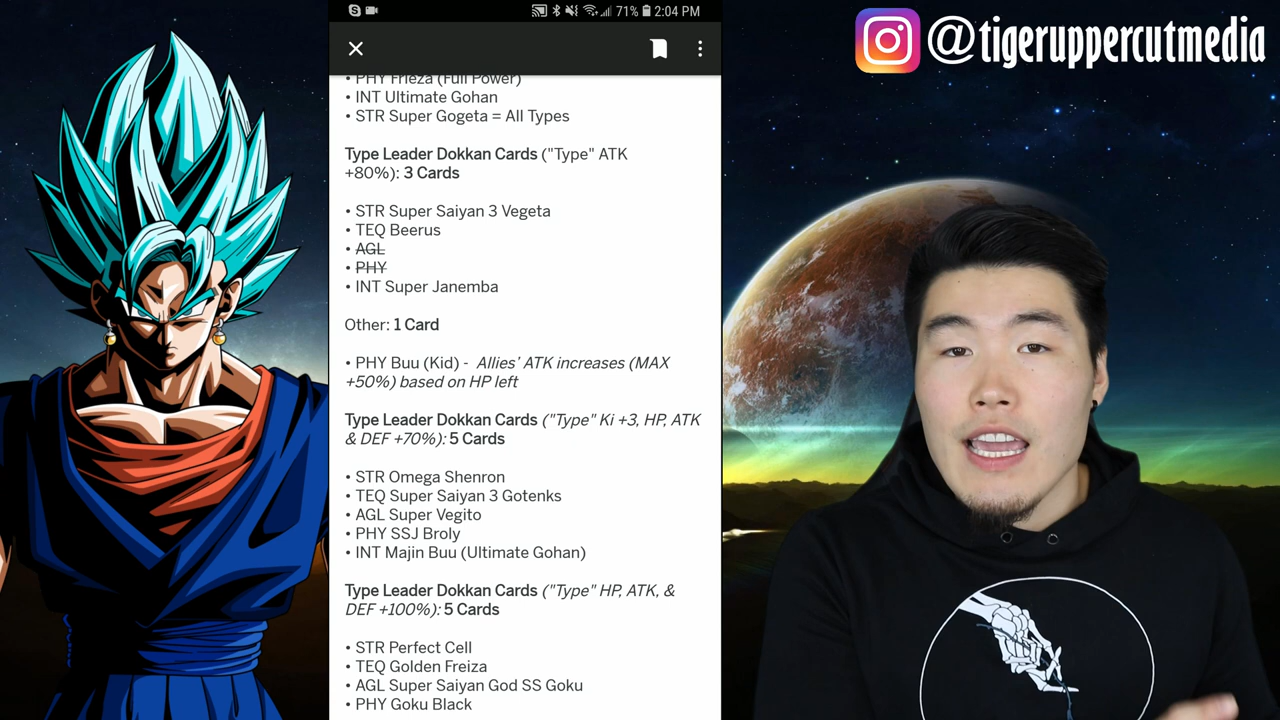 71% 2:04 PM
• PHY Frieza (Full Power)
• INT Ultimate Gohan
• STR Super Gogeta = All Types
Type Leader Dokkan Cards ("Type" ATK
+80%): 3 Cards
• STR Super Saiyan 3 Vegeta
• TEQ Beerus
• AGL
• PHY
• INT Super Janemba
Other: 1 Card
• PHY Buu (Kid) - Allies' ATK increases (MAX
+50%) based on HP left
Type Leader Dokkan Cards ("Type" Ki +3, HP, ATK
& DEF +70%): 5 Cards
• STR Omega Shenron
• TEQ Super Saiyan 3 Gotenks
• AGL Super Vegito
• PHY SSJ Broly
• INT Majin Buu (Ultimate Gohan)
Type Leader Dokkan Cards ("Type" HP, ATK, &
DEF +100%): 5 Cards
• STR Perfect Cell
• TEQ Golden Freiza
• AGL Super Saiyan God SS Goku
• PHY Goku Black
@tigeruppercutmedia